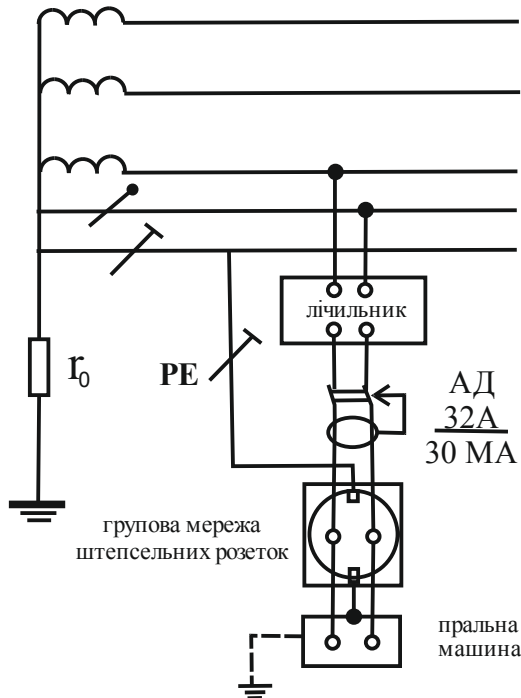 лічильник
r₀
PE
АД
32А
30 МА
групова мережа
штепсельних розеток
пральна
машина